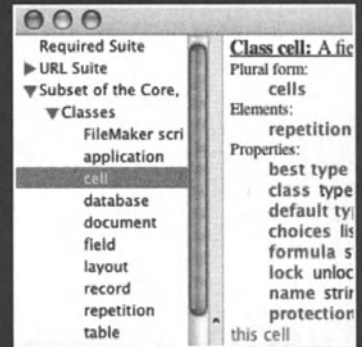 Required Suite
URL Suite
Subset of the Core,
Classes
FileMaker scri
application
cell
database
document
field
layout
record
repetition
table
Class cell: A fie
Plural form:
cells
Elements:
repetition
Properties:
best type
class type
default ty
choices lis
formula s
lock unloc
name strin
protection
this cell